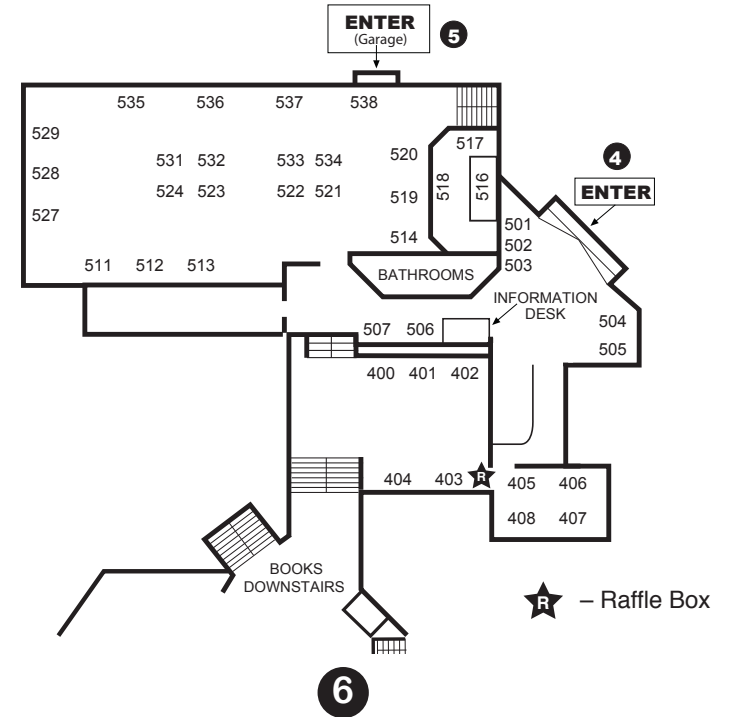 ENTER
(Garage)
5
535 536 537 538
529
517
531 532 533 534
520
4
528
518
516
ENTER
524 523 522 521
519
527
501
514
502
511 512 513
503
BATHROOMS
INFORMATION
DESK
504
507 506
505
400 401 402
404 403 R 405 406
408 407
BOOKS
DOWNSTAIRS
R – Raffle Box
6